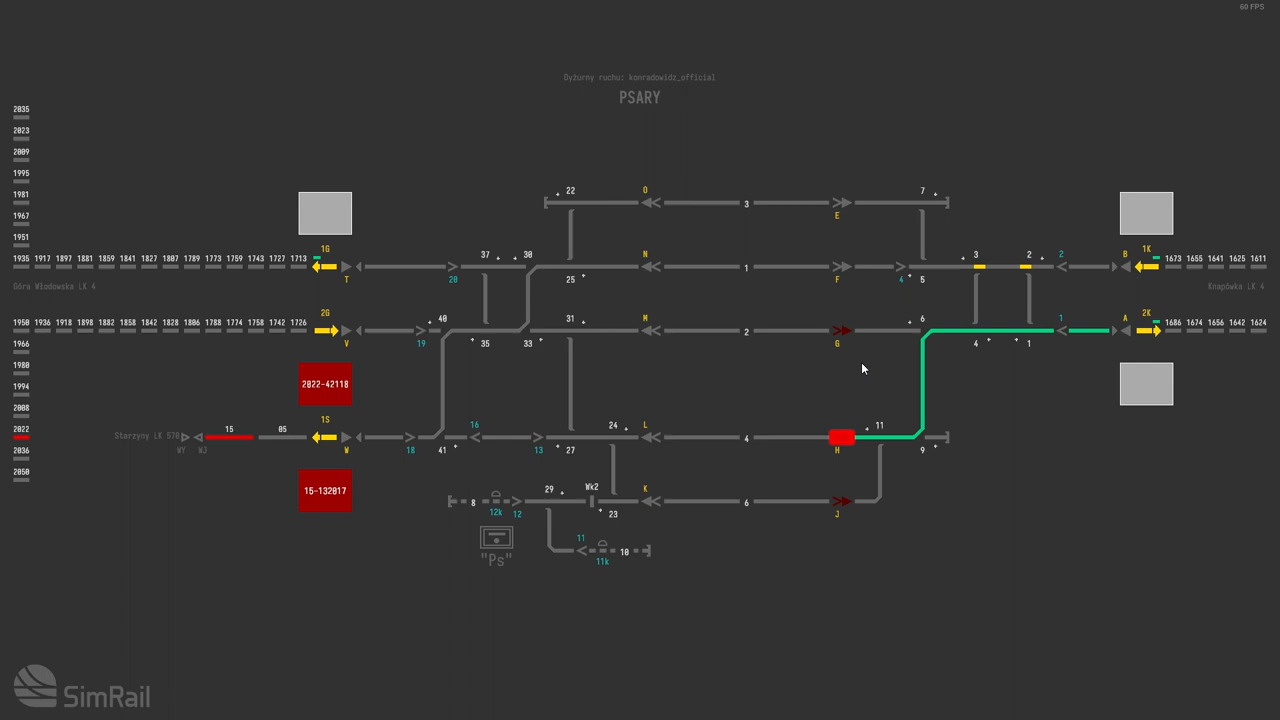 60 FPS
Dyżurny ruchu: konradowidz_official
PSARY
2035
2023
2009
1995
1981
1967
1951
22 O 3 E 7
1935 1917 1897 1881 1859 1841 1827 1807 1789 1773 1759 1743 1727 1713
1G T 20 37 30 25 N 1 F 4 5 3 2 2 B 1K
1673 1655 1641 1625 1611
Góra Włodowska LK 4
Knapówka LK 4
1950 1936 1918 1898 1882 1858 1842 1828 1806 1788 1774 1758 1742 1726
2G V 19 40 35 33 31 M 2 G 6 4 1 1 A 2K
1686 1674 1656 1642 1624
1966
1980
1994
2008
2022
2036
2050
2022-42118
Starzyny LK 570 WY WJ 15 05 1S W 18 41 16 13 27 24 L 4 H 11 9
15-132017
8 12k 12 29 Wk2 23 K 6 J
11 11k 10
"Ps"
SimRail